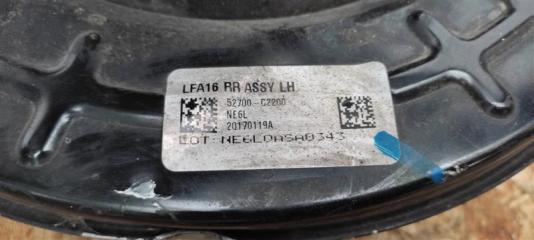 LFA16 RR ASSY LH
52700-C2200
NE6L
20170119A
LOT: NE6LDASA0343